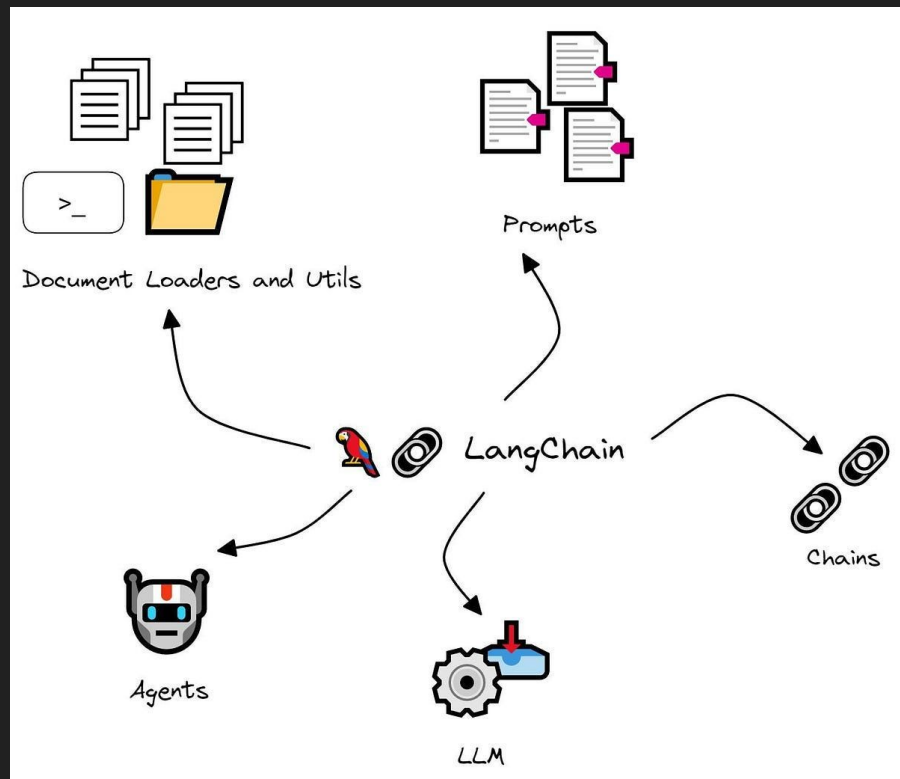 Prompts
>_
Document Loaders and Utils
LangChain
Chains
Agents
LLM